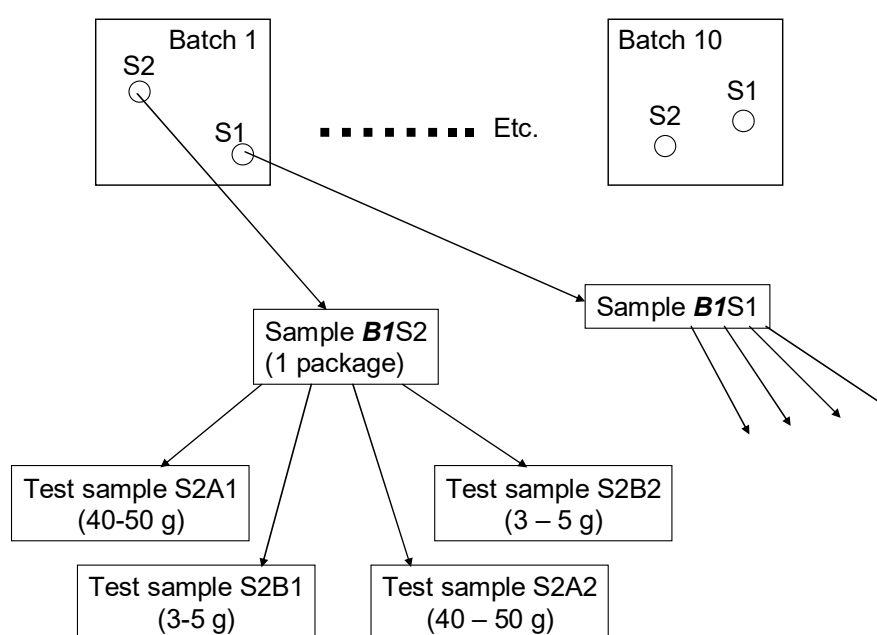 Batch 1
S2
S1
Etc.
Batch 10
S1
S2
Sample B1S2
(1 package)
Sample B1S1
Test sample S2A1
(40-50 g)
Test sample S2B2
(3 – 5 g)
Test sample S2B1
(3-5 g)
Test sample S2A2
(40 – 50 g)